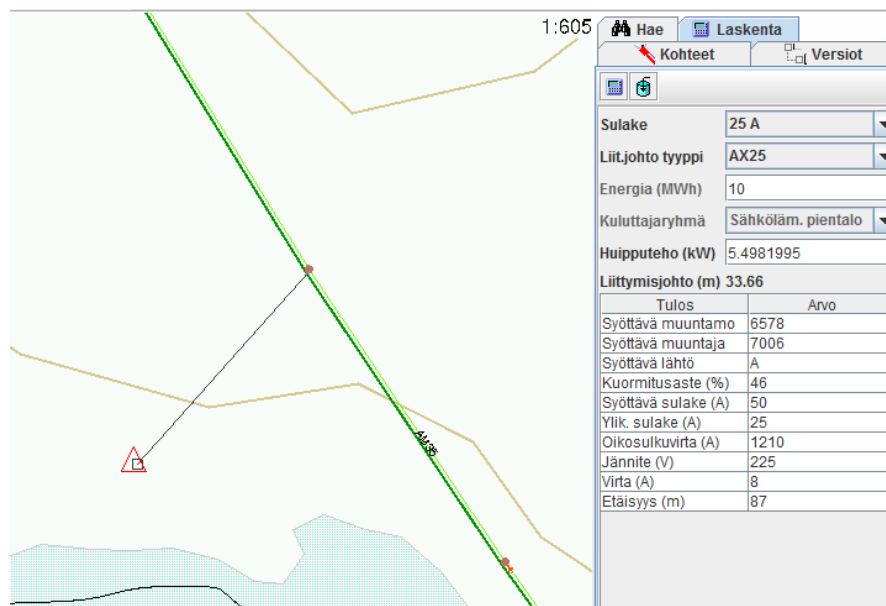 1:605
Hae
Laskenta
Kohteet
Versiot
Sulake 25 A
Liit.johto tyyppi AX25
Energia (MWh) 10
Kuluttajaryhmä Sähköläm. pientalo
Huipputeho (kW) 5.4981995
Liittymisjohto (m) 33.66
Tulos Arvo
Syöttävä muuntamo 6578
Syöttävä muuntaja 7006
Syöttävä lähtö A
Kuormitusaste (%) 46
Syöttävä sulake (A) 50
Ylik. sulake (A) 25
Oikosulkuvirta (A) 1210
Jännite (V) 225
Virta (A) 8
Etäisyys (m) 87
AM35